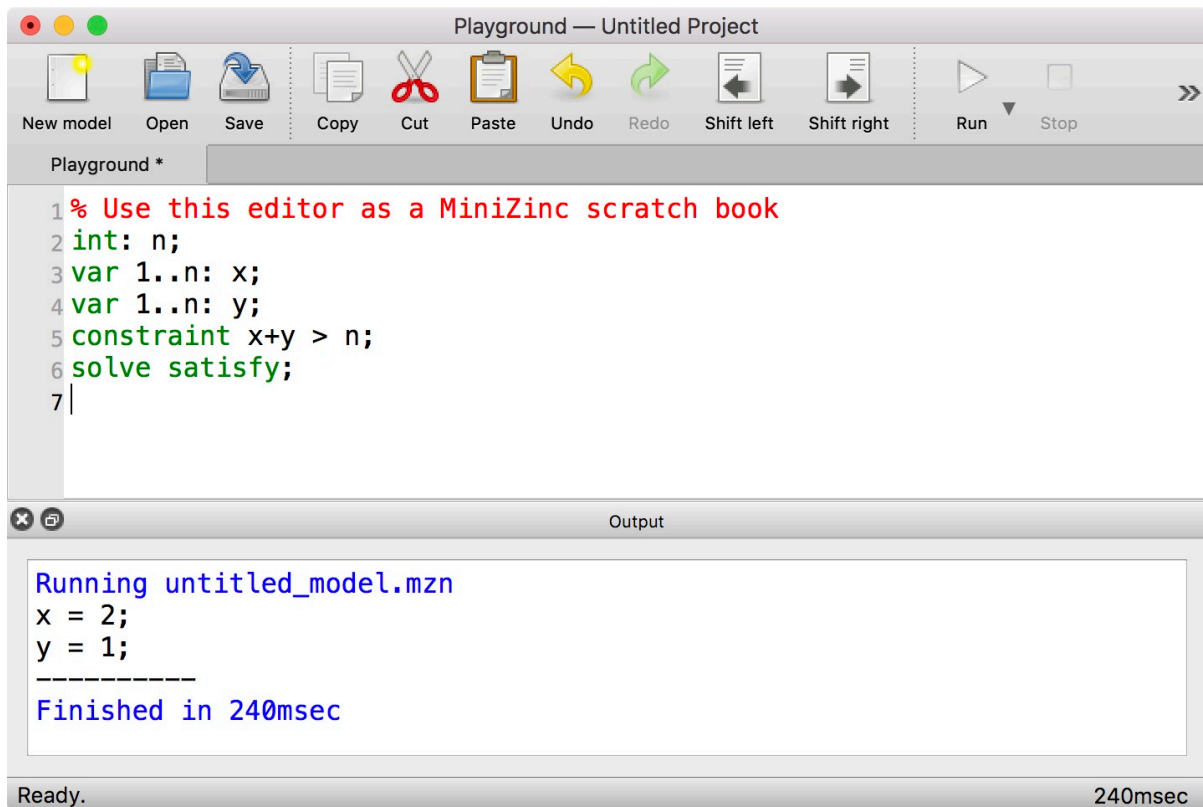 Playground — Untitled Project
New model Open Save Copy Cut Paste Undo Redo Shift left Shift right Run Stop
Playground *
1 % Use this editor as a MiniZinc scratch book
2 int: n;
3 var 1..n: x;
4 var 1..n: y;
5 constraint x+y > n;
6 solve satisfy;
7
Output
Running untitled_model.mzn
x = 2;
y = 1;
----------
Finished in 240msec
Ready. 240msec